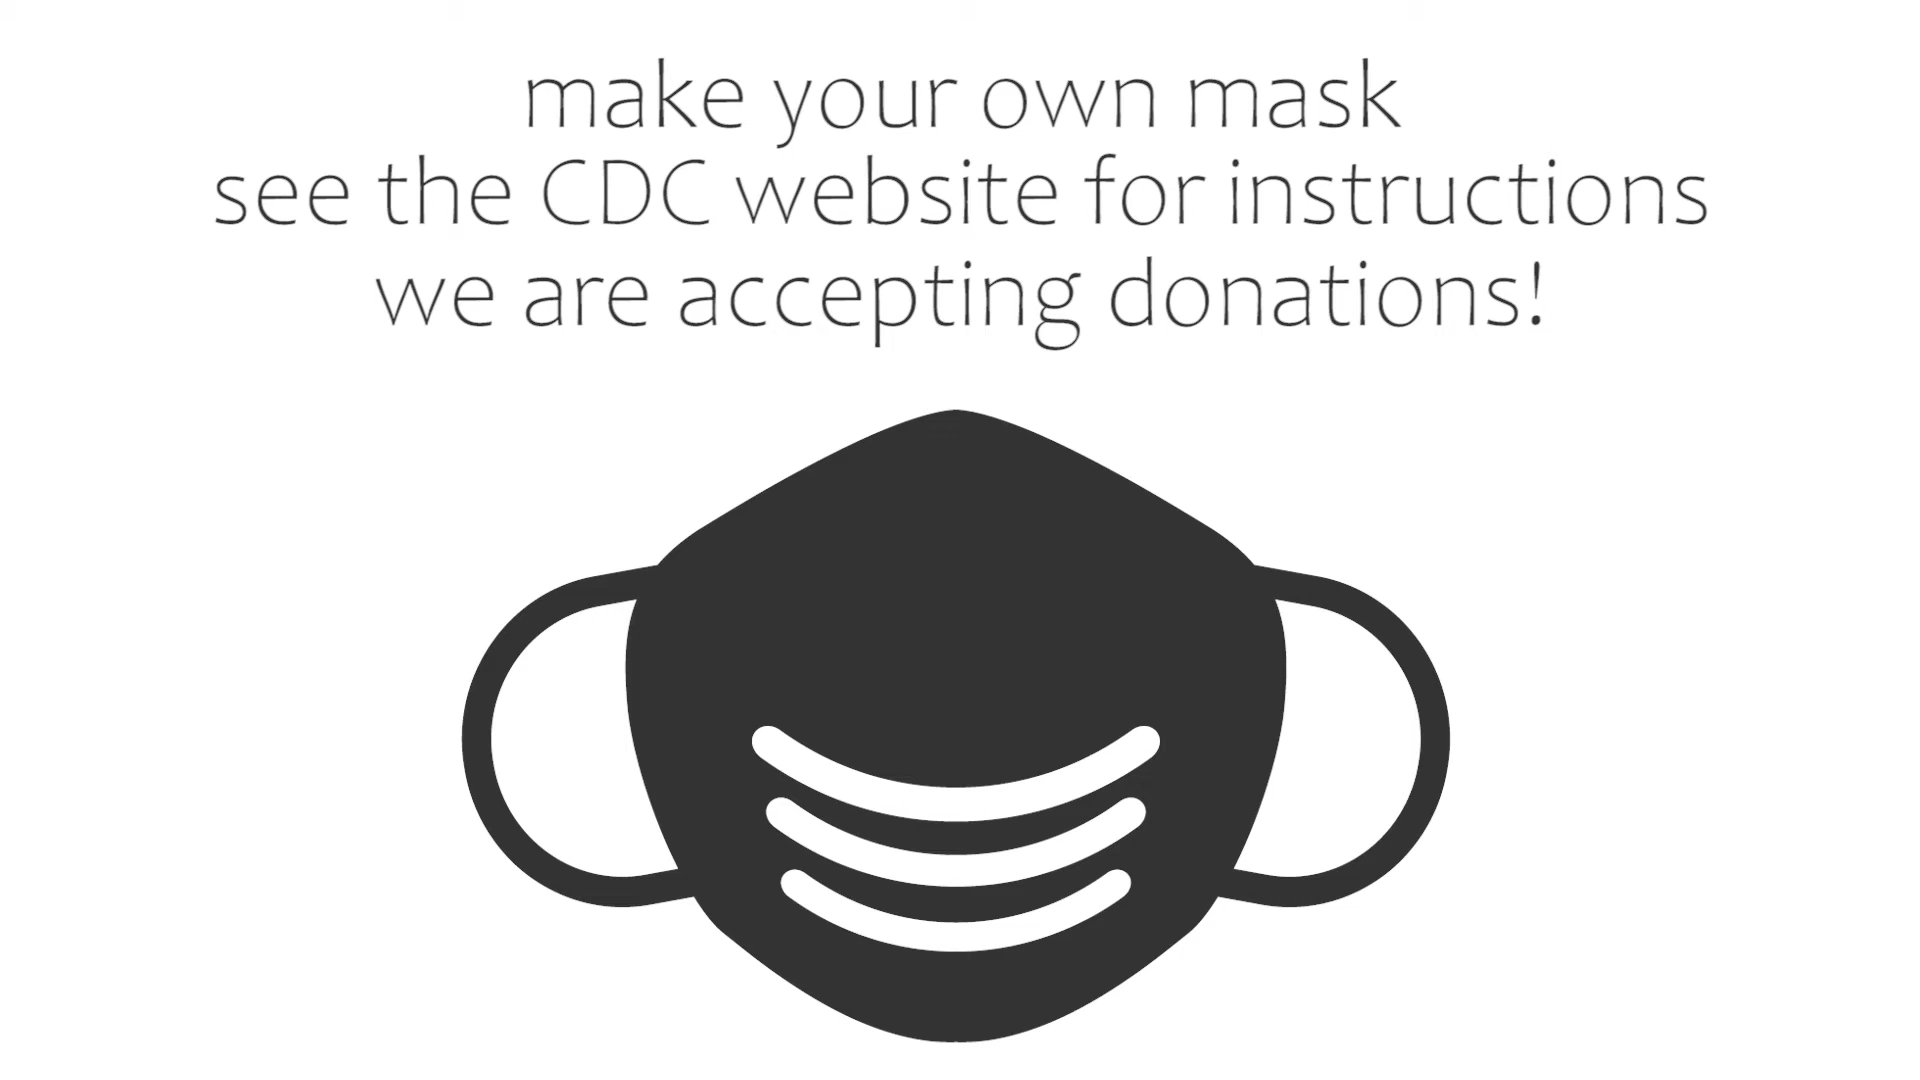 make your own mask
see the CDC website for instructions
we are accepting donations!